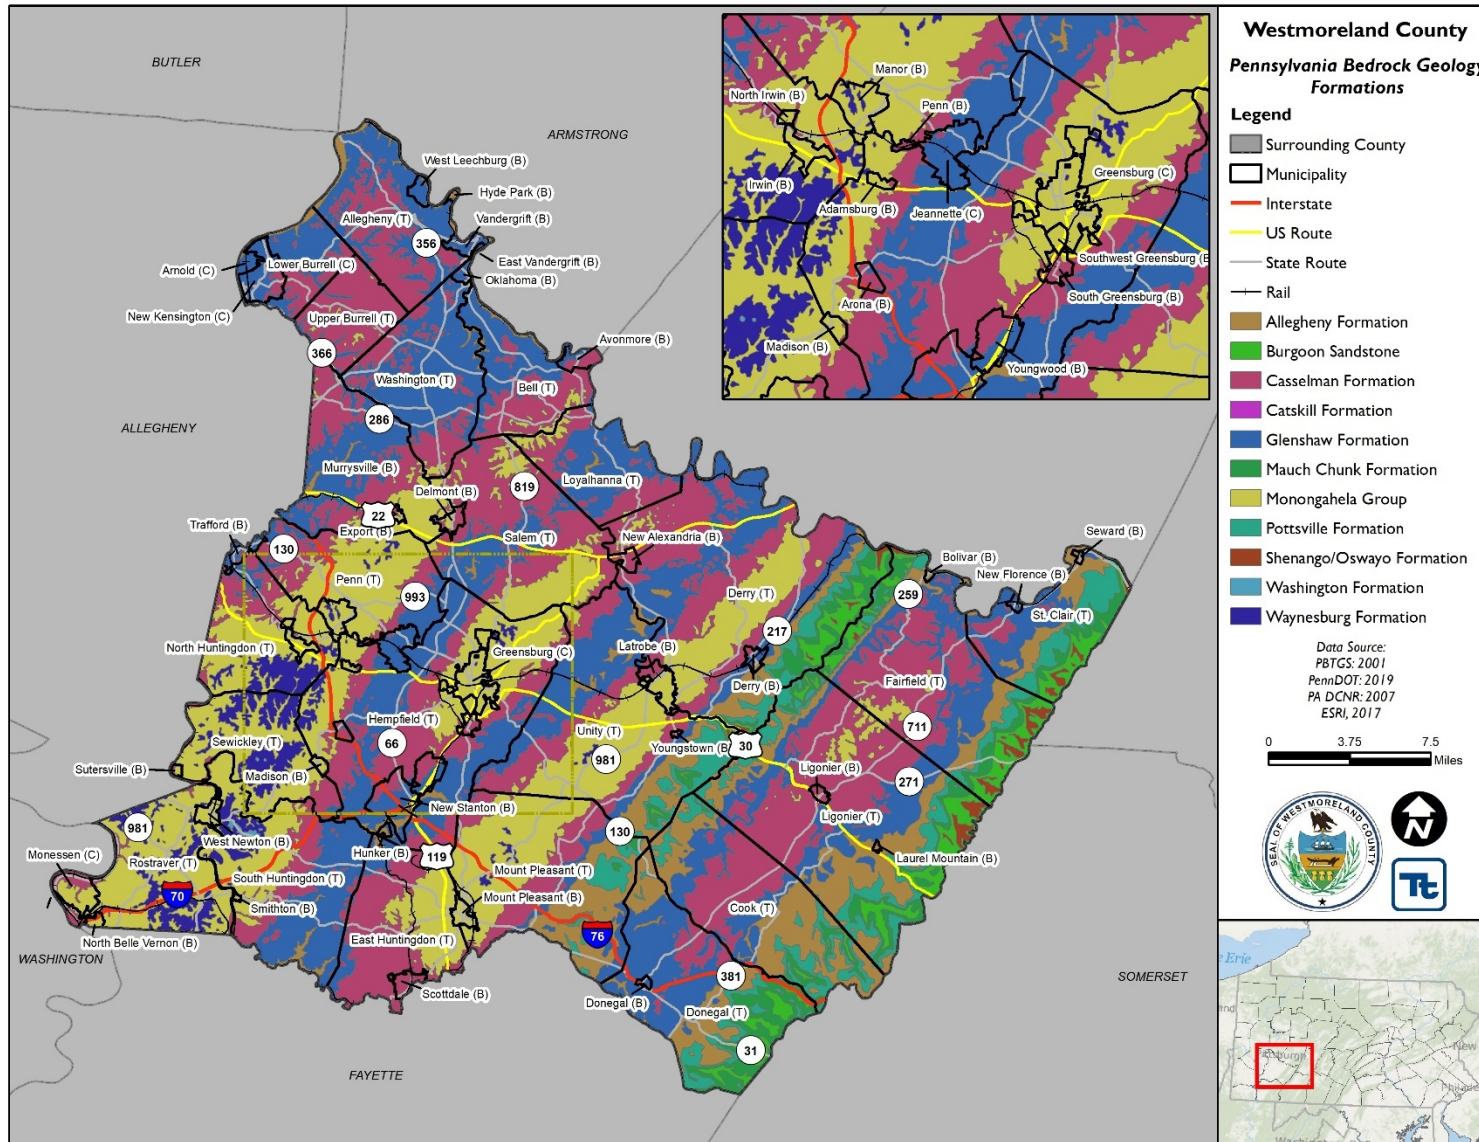 BUTLER
ARMSTRONG
ALLEGHENY
WASHINGTON
FAYETTE
SOMERSET
West Leechburg (B)
Hyde Park (B)
Allegheny (T)
Vandergrift (B)
356
East Vandergrift (B)
Oklahoma (B)
Arnold (C)
Lower Burrell (C)
New Kensington (C)
Upper Burrell (T)
366
Avonmore (B)
Washington (T)
Bell (T)
286
Murrysville (B)
Delmont (B)
819
Loyalhanna (T)
22
Trafford (B)
Export (B)
Salem (T)
130
New Alexandria (B)
Seward (B)
Bolivar (B)
New Florence (B)
Penn (T)
993
Derry (T)
259
St. Clair (T)
217
North Huntingdon (T)
Greensburg (C)
Latrobe (B)
Derry (B)
Fairfield (T)
Hempfield (T)
Unity (T)
711
Sewickley (T)
66
Youngstown (B
30
981
Sutersville (B)
Madison (B)
Ligonier (B)
271
New Stanton (B)
Ligonier (T)
981
West Newton (B)
130
Hunker (B)
119
Monessen (C)
Rostraver (T)
Laurel Mountain (B)
South Huntingdon (T)
Mount Pleasant (T)
70
Smithton (B)
Mount Pleasant (B)
Cook (T)
76
North Belle Vernon (B)
East Huntingdon (T)
381
Scottdale (B)
Donegal (B)
Donegal (T)
31
Manor (B)
North Irwin (B)
Penn (B)
Irwin (B)
Greensburg (C)
Adamsburg (B)
Jeannette (C)
Southwest Greensburg (B
Arona (B)
South Greensburg (B)
Madison (B)
Youngwood (B)
Westmoreland County
Pennsylvania Bedrock Geology
Formations
Legend
Surrounding County
Municipality
Interstate
US Route
State Route
Rail
Allegheny Formation
Burgoon Sandstone
Casselman Formation
Catskill Formation
Glenshaw Formation
Mauch Chunk Formation
Monongahela Group
Pottsville Formation
Shenango/Oswayo Formation
Washington Formation
Waynesburg Formation
Data Source:
PBTGS: 2001
PennDOT: 2019
PA DCNR: 2007
ESRI, 2017
0 3.75 7.5
Miles
SEAL OF WESTMORELAND COUNTY
N
Tt
Erie
Pittsburgh
New